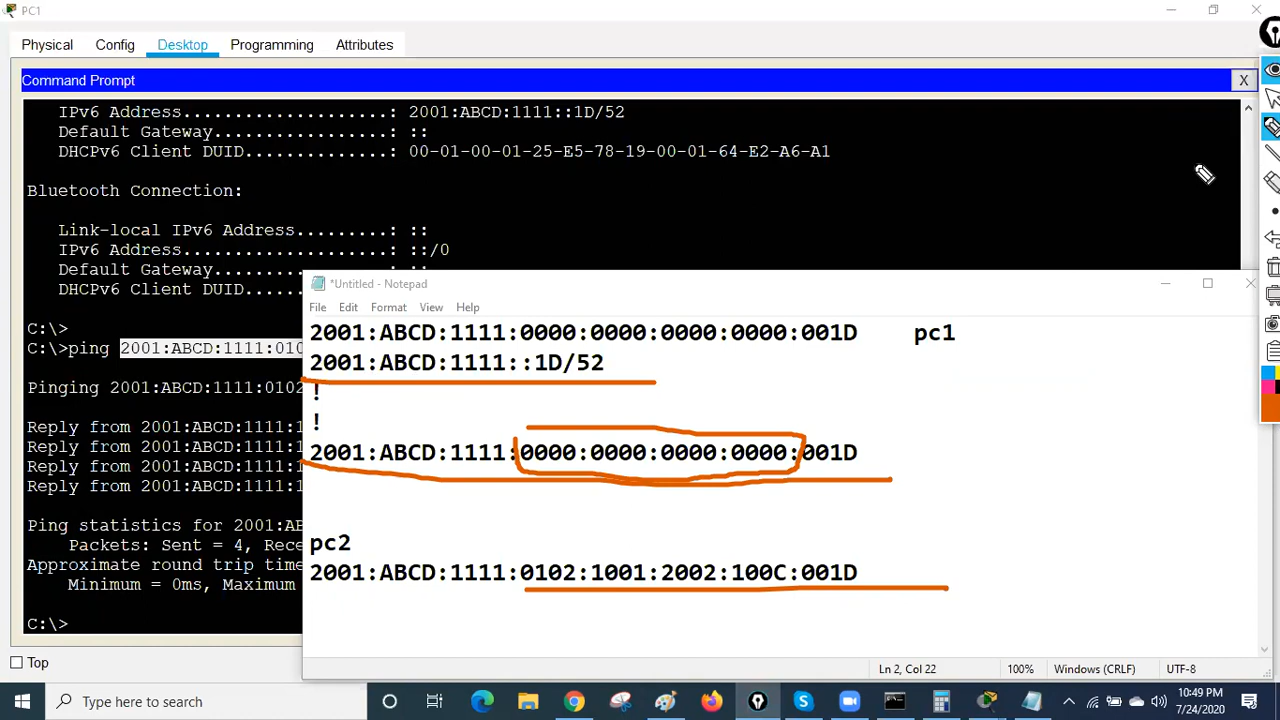 PC1
Physical Config Desktop Programming Attributes
Command Prompt
X
IPv6 Address....................: 2001:ABCD:1111::1D/52
Default Gateway.................: ::
DHCPv6 Client DUID..............: 00-01-00-01-25-E5-78-19-00-01-64-E2-A6-A1
Bluetooth Connection:
Link-local IPv6 Address.........: ::
IPv6 Address....................: ::/0
Default Gateway.................: ::
DHCPv6 Client DUID..............: 00-0
C:\>
C:\>ping 2001:ABCD:1111:010
Pinging 2001:ABCD:1111:0102
Reply from 2001:ABCD:1111:1
Reply from 2001:ABCD:1111:1
Reply from 2001:ABCD:1111:1
Reply from 2001:ABCD:1111:1
Ping statistics for 2001:AB
Packets: Sent = 4, Rece
Approximate round trip time
Minimum = 0ms, Maximum
C:\>
Top
*Untitled - Notepad
File Edit Format View Help
2001:ABCD:1111:0000:0000:0000:0000:001D pc1
2001:ABCD:1111::1D/52
!
!
2001:ABCD:1111:0000:0000:0000:0000:001D
pc2
2001:ABCD:1111:0102:1001:2002:100C:001D
Ln 2, Col 22 100% Windows (CRLF) UTF-8
Type here to search
10:49 PM
7/24/2020